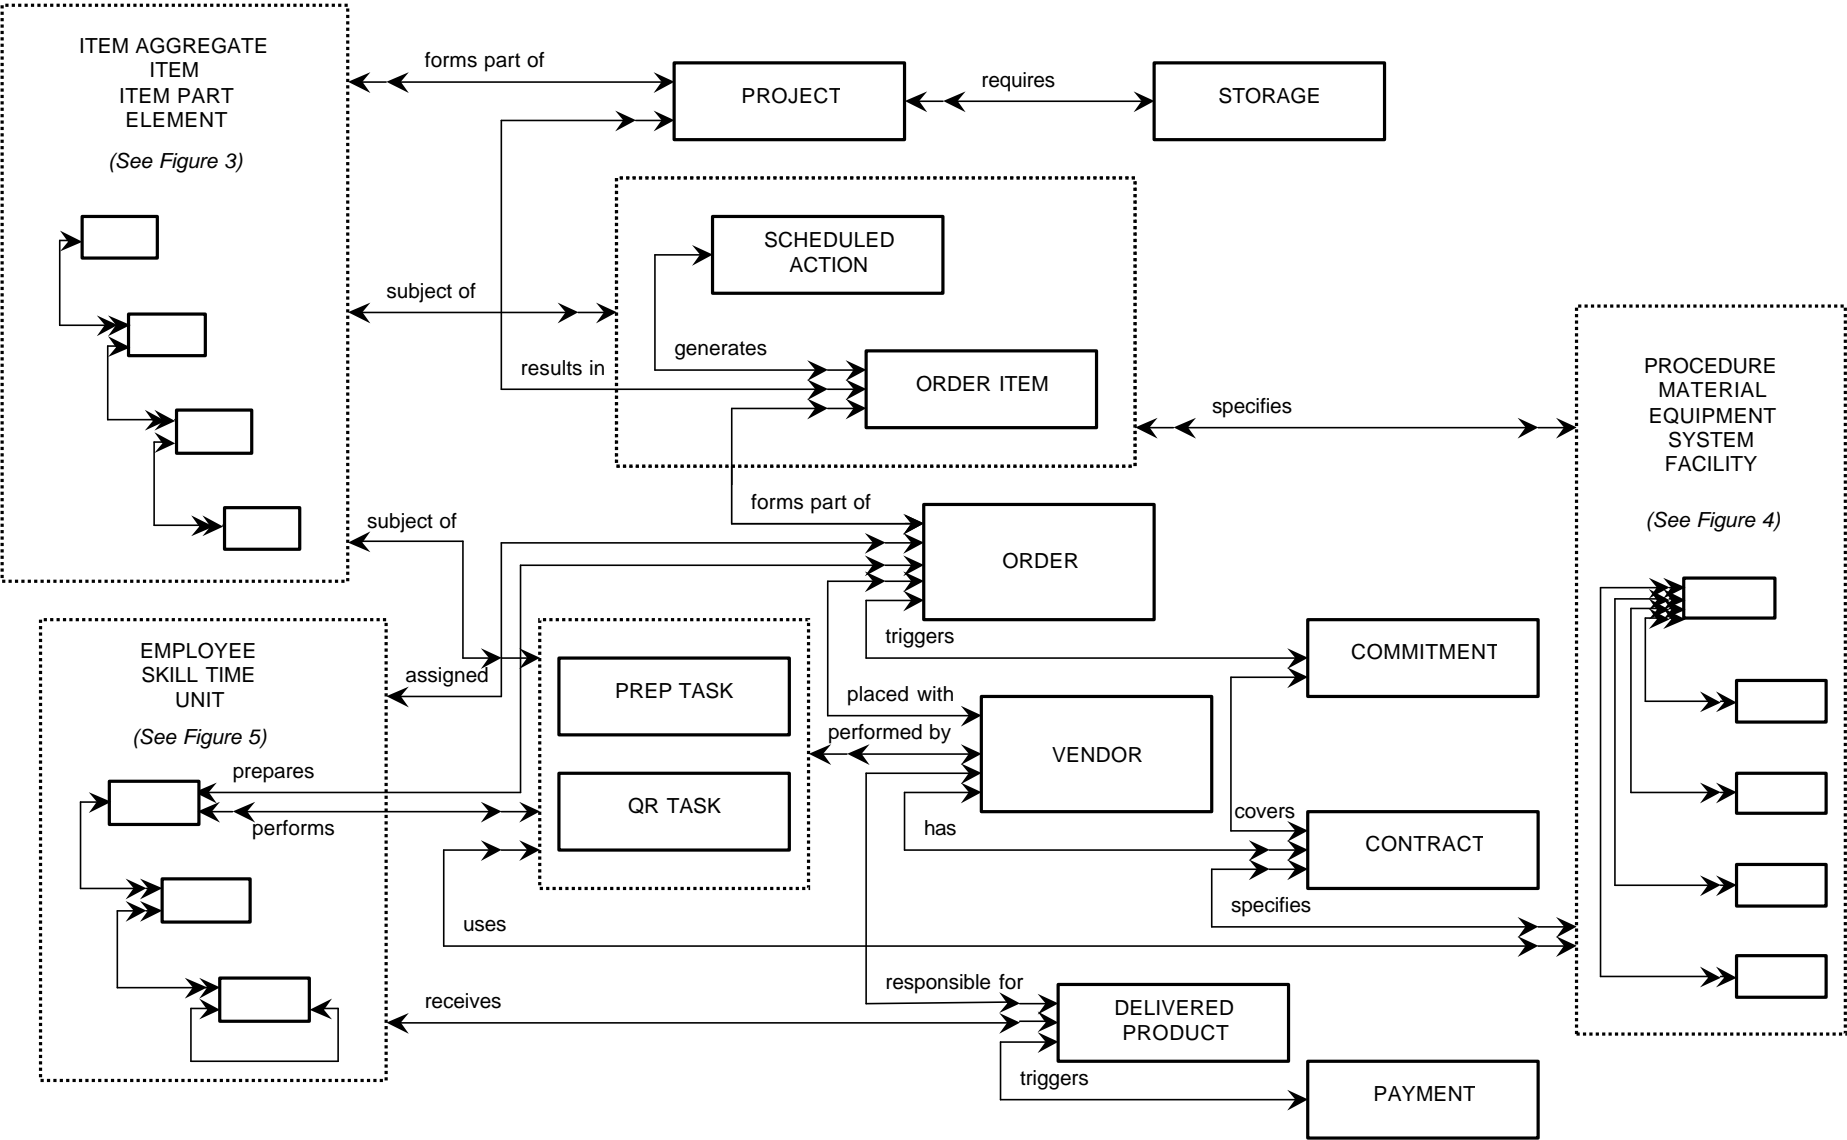 ITEM AGGREGATE
ITEM
ITEM PART
ELEMENT
(See Figure 3)
forms part of
PROJECT
requires
STORAGE
SCHEDULED
ACTION
subject of
generates
results in
ORDER ITEM
specifies
PROCEDURE
MATERIAL
EQUIPMENT
SYSTEM
FACILITY
(See Figure 4)
forms part of
subject of
ORDER
triggers
COMMITMENT
EMPLOYEE
SKILL TIME
UNIT
(See Figure 5)
assigned
PREP TASK
placed with
performed by
VENDOR
prepares
performs
QR TASK
has
covers
CONTRACT
specifies
uses
responsible for
receives
DELIVERED
PRODUCT
triggers
PAYMENT